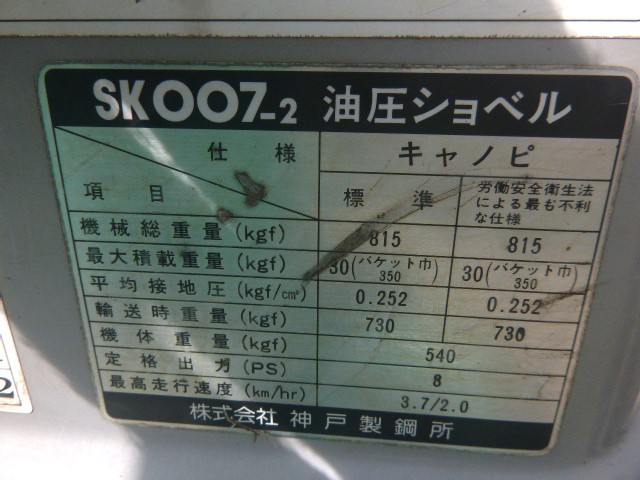 SK007-2 油圧ショベル
仕様 キャノピ
項目 標準 労働安全衛生法
による最も不利
な仕様
機械総重量(kgf) 815 815
最大積載重量(kgf) 30(バケット巾350) 30(バケット巾350)
平均接地圧(kgf/cm²) 0.252 0.252
輸送時重量(kgf) 730 730
機体重量(kgf) 540
定格出力(PS) 8
最高走行速度(km/hr) 3.7/2.0
株式会社 神戸製鋼所
2